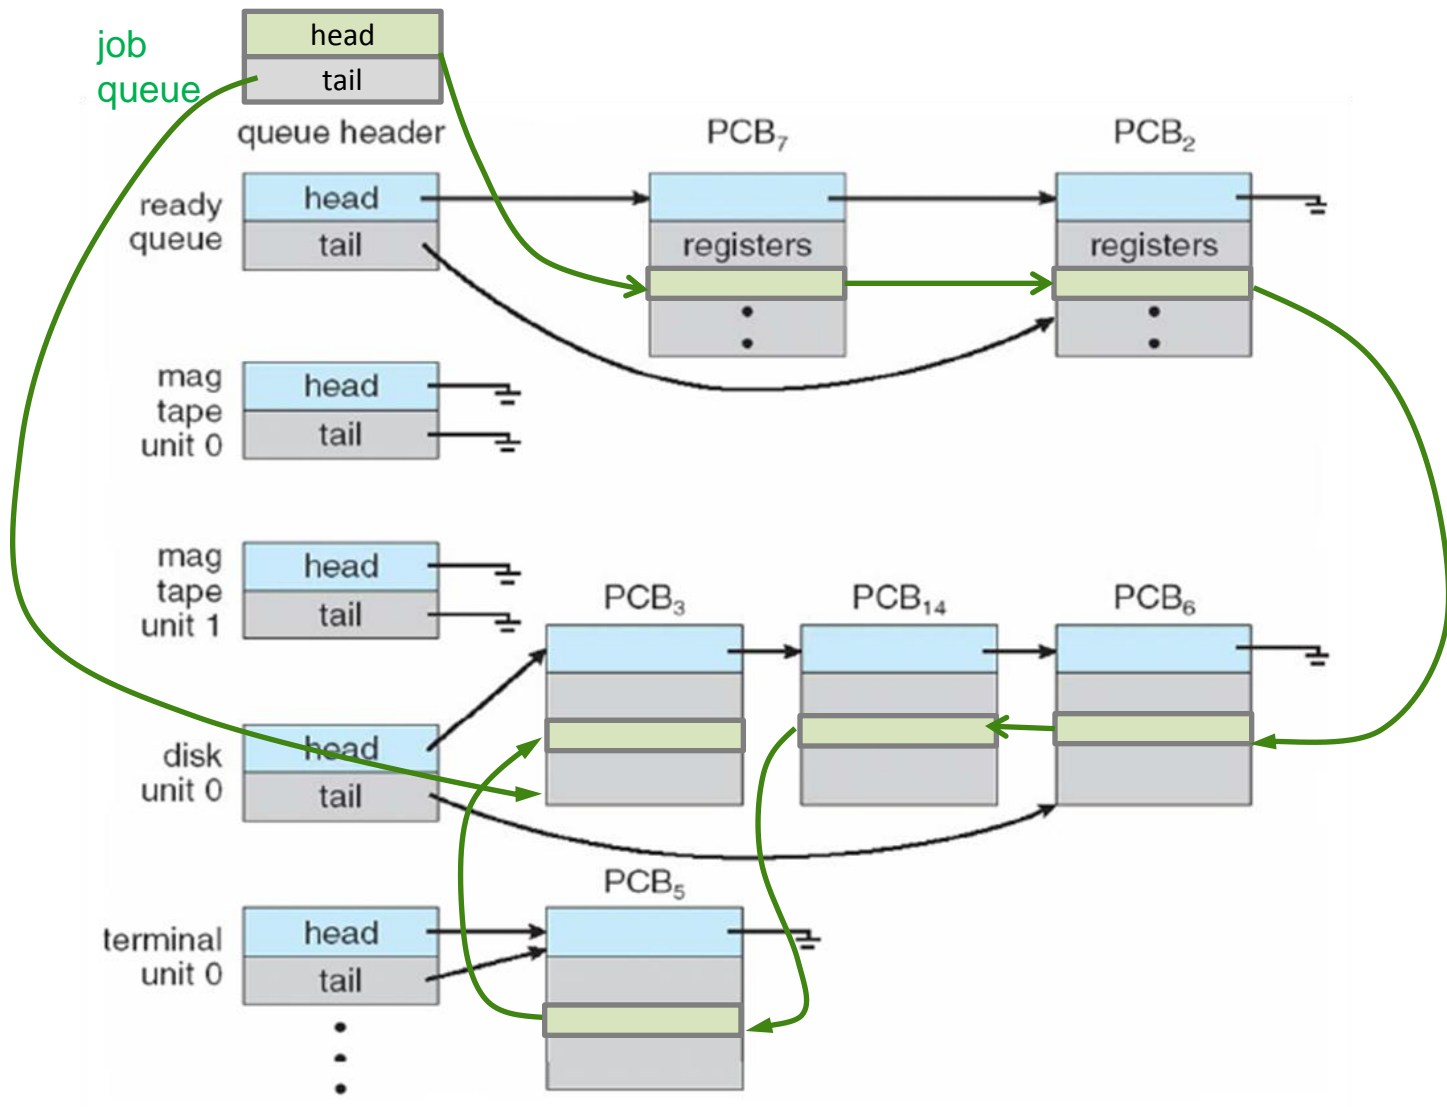 job
queue
head
tail
queue header
PCB₇
PCB₂
ready
queue
head
tail
registers
registers
mag
tape
unit 0
head
tail
mag
tape
unit 1
head
tail
PCB₃
PCB₁₄
PCB₆
disk
unit 0
head
tail
PCB₅
terminal
unit 0
head
tail